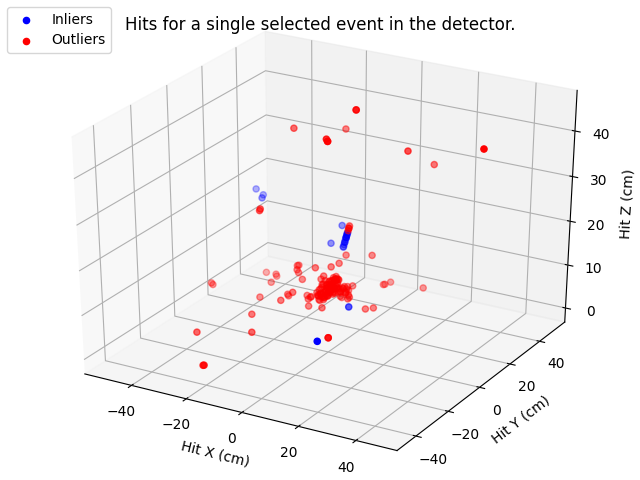 Hits for a single selected event in the detector.
Inliers
Outliers
40
30
20
10
0
Hit Z (cm)
−40
−20
0
20
40
Hit X (cm)
40
20
0
−20
−40
Hit Y (cm)